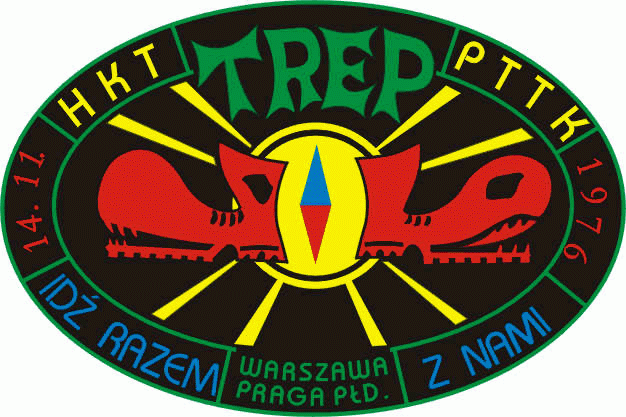 HKT
TREP
PTTK
14.11.
1976
IDŹ RAZEM
Z NAMI
WARSZAWA
PRAGA PŁD.